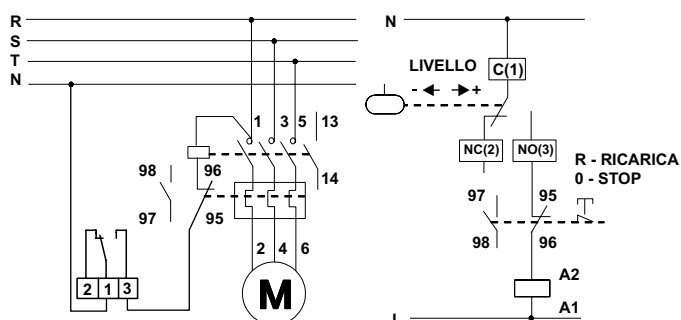 R
S
T
N
1 3 5 13
14
98 96
97 95
2 4 6
2 1 3
M
N
LIVELLO
- +
C(1)
NC(2) NO(3)
R - RICARICA
0 - STOP
97 95
98 96
A2
A1